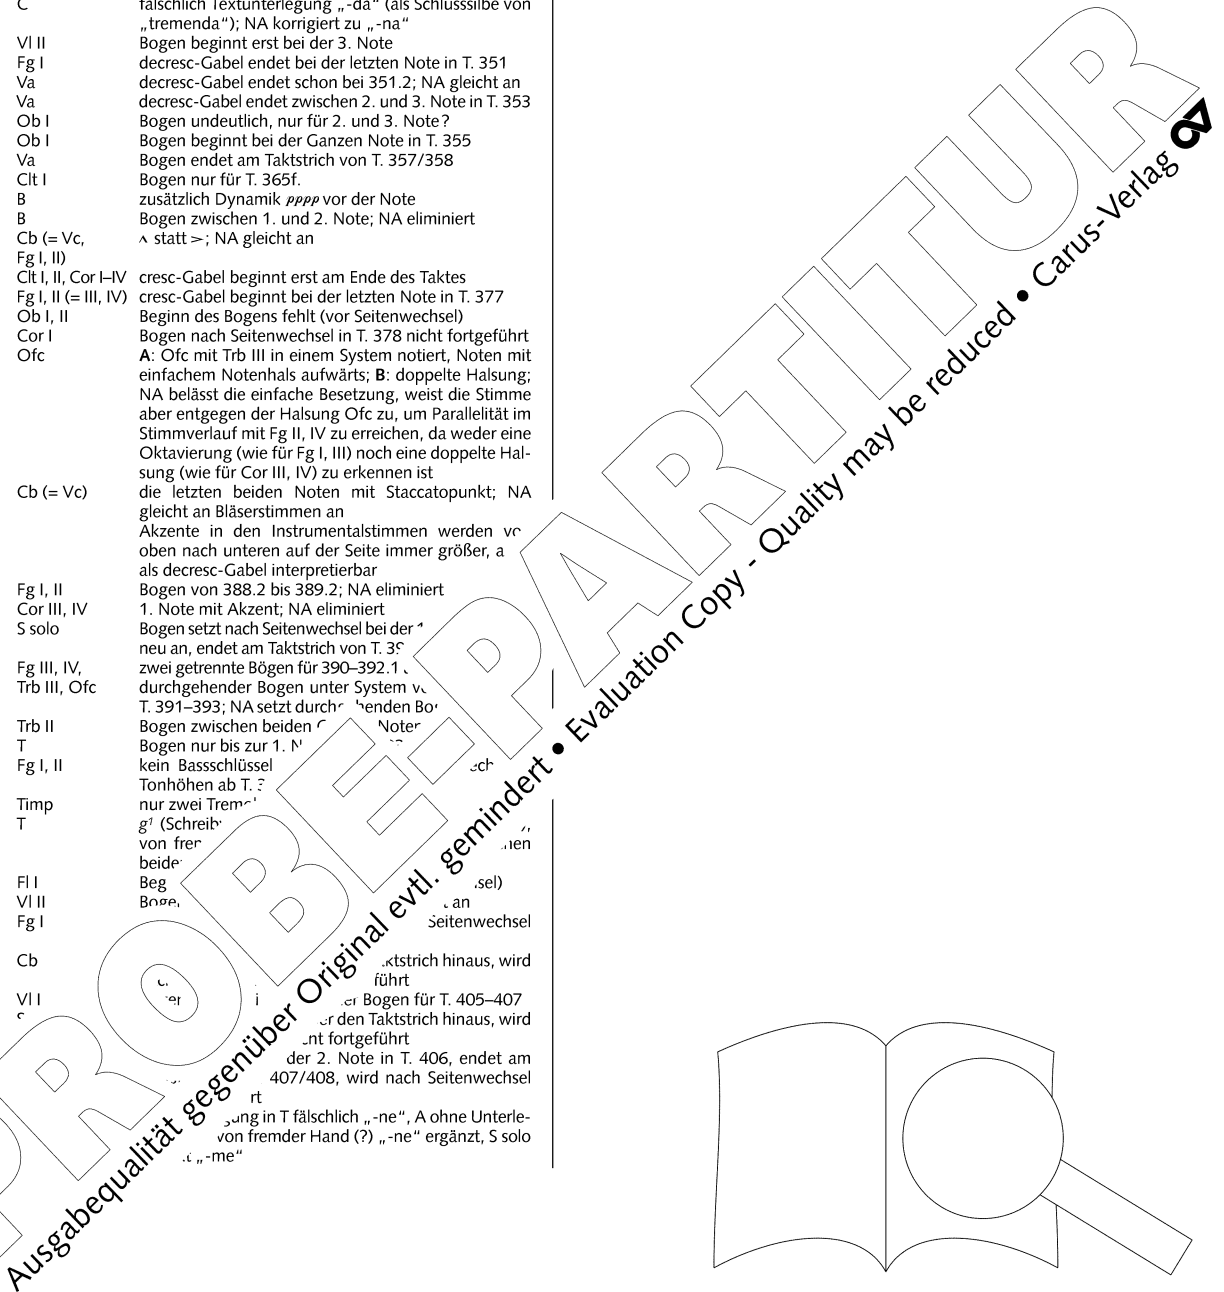 C fälschlich Textunterlegung „-da“ (als Schlusssilbe von
„tremenda“); NA korrigiert zu „-na“
Vl II Bogen beginnt erst bei der 3. Note
Fg I decresc-Gabel endet bei der letzten Note in T. 351
Va decresc-Gabel endet schon bei 351.2; NA gleicht an
Va decresc-Gabel endet zwischen 2. und 3. Note in T. 353
Ob I Bogen undeutlich, nur für 2. und 3. Note?
Ob I Bogen beginnt bei der Ganzen Note in T. 355
Va Bogen endet am Taktstrich von T. 357/358
Clt I Bogen nur für T. 365f.
B zusätzlich Dynamik pppp vor der Note
B Bogen zwischen 1. und 2. Note; NA eliminiert
Cb (= Vc, ʌ statt >; NA gleicht an
Fg I, II)
Clt I, II, Cor I–IV cresc-Gabel beginnt erst am Ende des Taktes
Fg I, II (= III, IV) cresc-Gabel beginnt bei der letzten Note in T. 377
Ob I, II Beginn des Bogens fehlt (vor Seitenwechsel)
Cor I Bogen nach Seitenwechsel in T. 378 nicht fortgeführt
Ofc A: Ofc mit Trb III in einem System notiert, Noten mit
einfachem Notenhals aufwärts; B: doppelte Halsung;
NA belässt die einfache Besetzung, weist die Stimme
aber entgegen der Halsung Ofc zu, um Parallelität im
Stimmverlauf mit Fg II, IV zu erreichen, da weder eine
Oktavierung (wie für Fg I, III) noch eine doppelte Hal-
sung (wie für Cor III, IV) zu erkennen ist
Cb (= Vc) die letzten beiden Noten mit Staccatopunkt; NA
gleicht an Bläserstimmen an
Akzente in den Instrumentalstimmen werden
oben nach unteren auf der Seite immer größer,
als decresc-Gabel interpretierbar
Fg I, II Bogen von 388.2 bis 389.2; NA eliminiert
Cor III, IV 1. Note mit Akzent; NA eliminiert
S solo Bogen setzt nach Seitenwechsel bei der
neu an, endet am Taktstrich von T.
Fg III, IV, zwei getrennte Bögen für 390–392.1
Trb III, Ofc durchgehender Bogen unter System
T. 391–393; NA setzt
Trb II Bogen zwischen beiden
T Bogen nur bis zur 1.
Fg I, II kein Bassschlüssel
Tonhöhen ab T.
Timp nur zwei
T g¹
von
Fl I
Vl II an
Fg I Seitenwechsel
Cb hinaus, wird
Vl I Bogen für T. 405–407
den Taktstrich hinaus, wird
fortgeführt
der 2. Note in T. 406, endet am
407/408, wird nach Seitenwechsel
in T fälschlich „-ne“, A ohne Unterle-
von fremder Hand (?) „-ne“ ergänzt, S solo
„-me“
PROBE-PARTITUR
Ausgabequalität gegenüber Original evtl. gemindert • Evaluation Copy - Quality may be reduced • Carus-Verlag